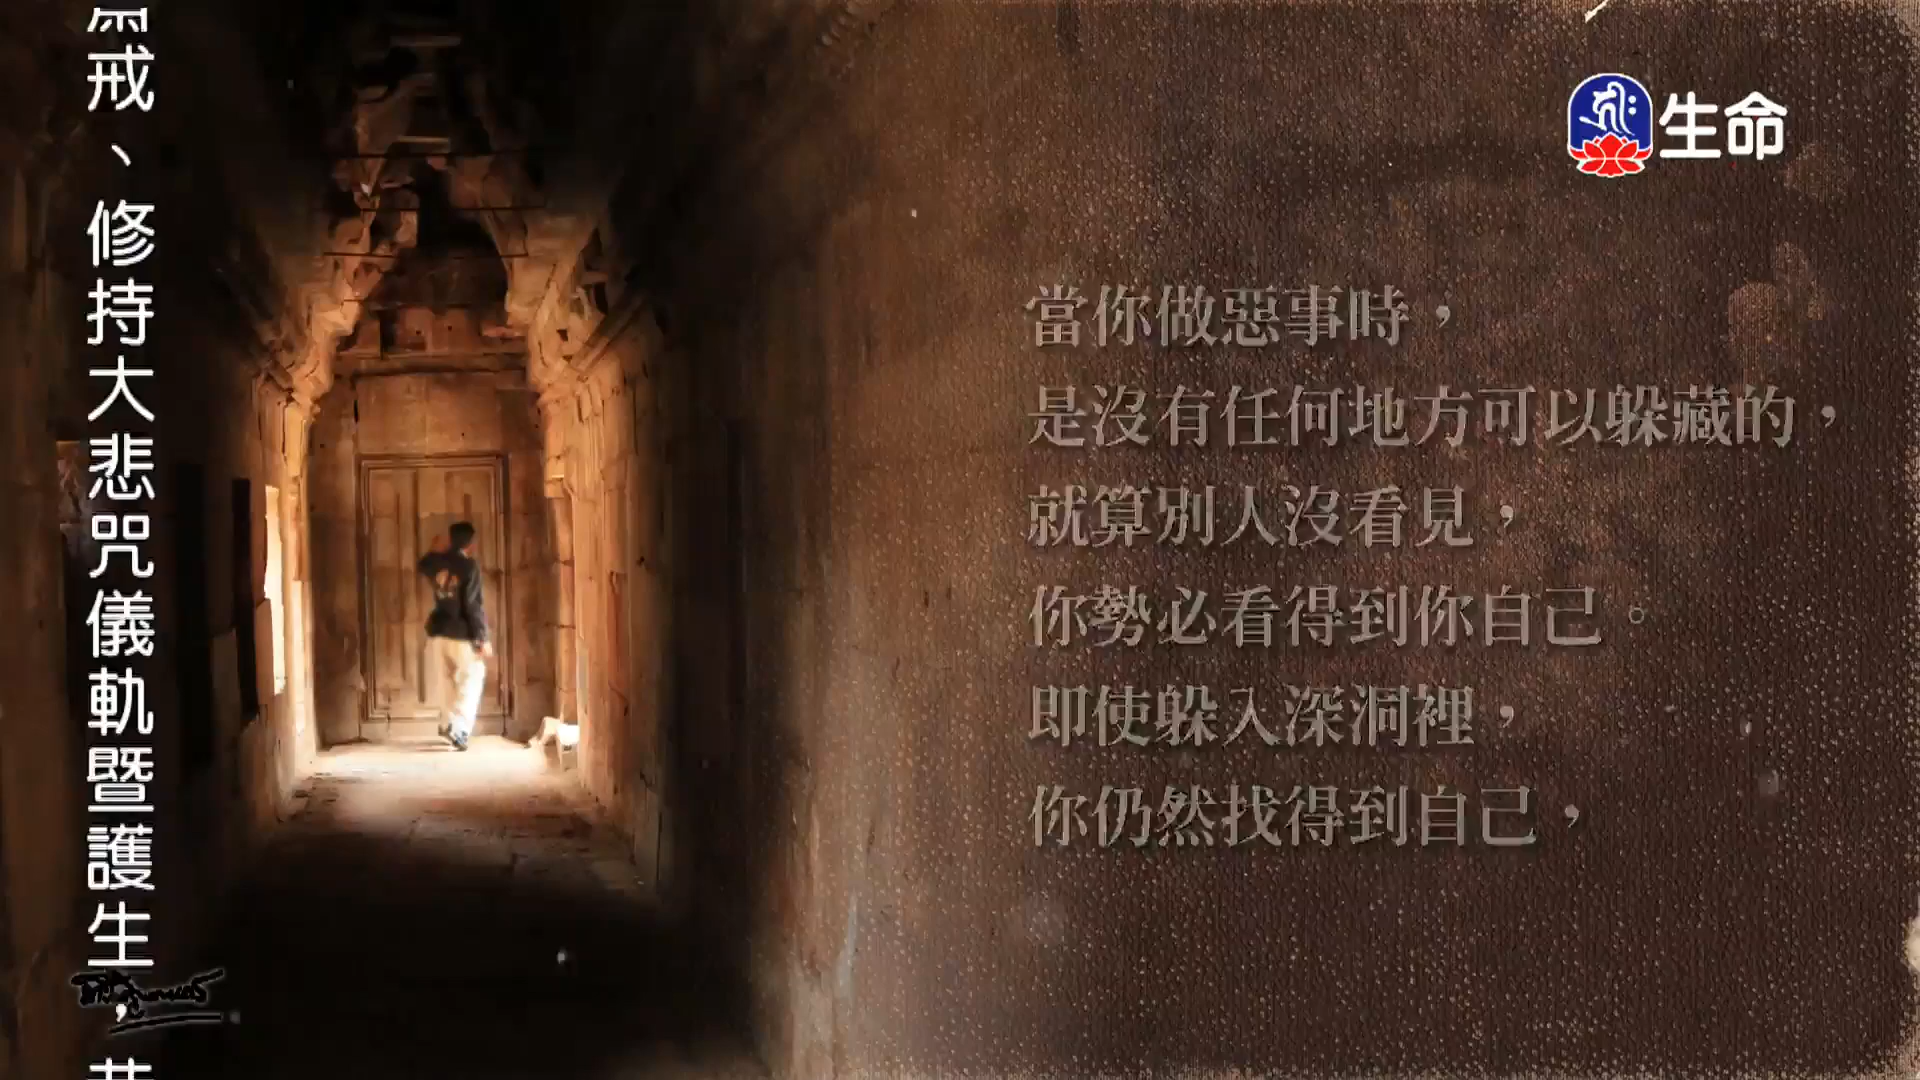 戒、修持大悲咒儀軌暨護生，
生命
當你做惡事時，
是沒有任何地方可以躲藏的，
就算別人沒看見，
你勢必看得到你自己。
即使躲入深洞裡，
你仍然找得到自己，